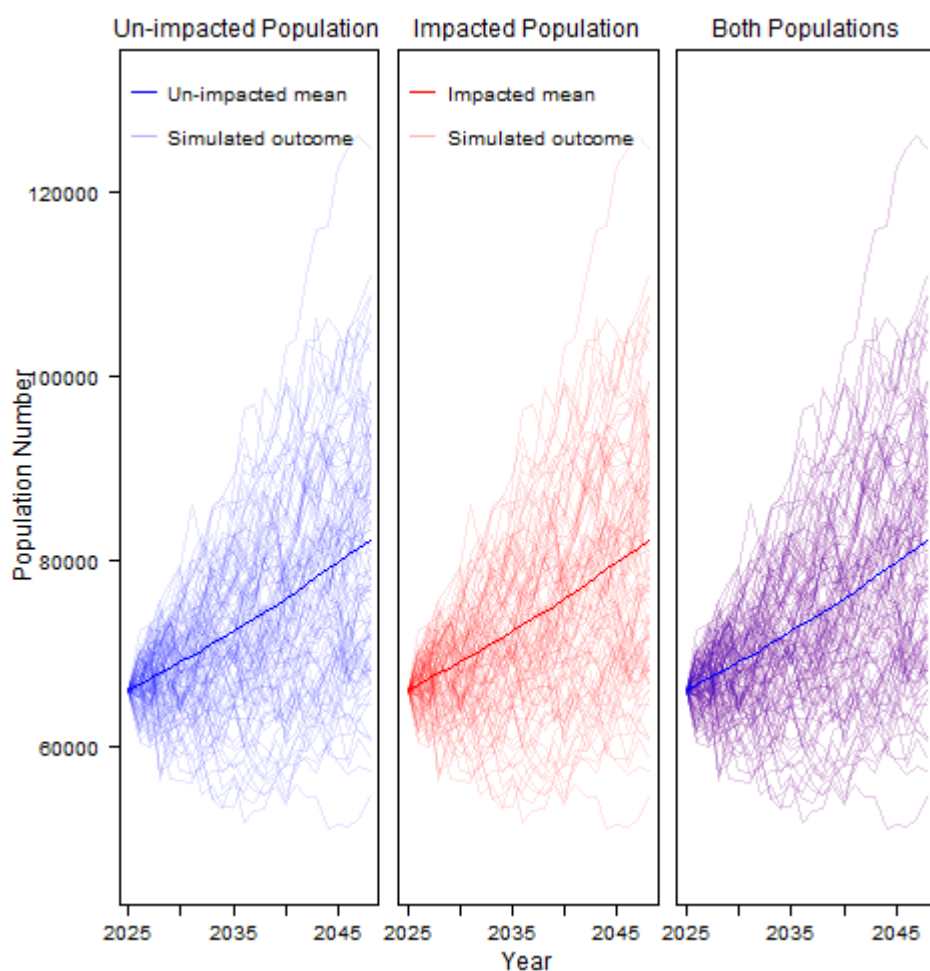 Un-impacted Population
Impacted Population
Both Populations
Un-impacted mean
Simulated outcome
Impacted mean
Simulated outcome
Population Number
120000
100000
80000
60000
2025
2035
2045
2025
2035
2045
2025
2035
2045
Year